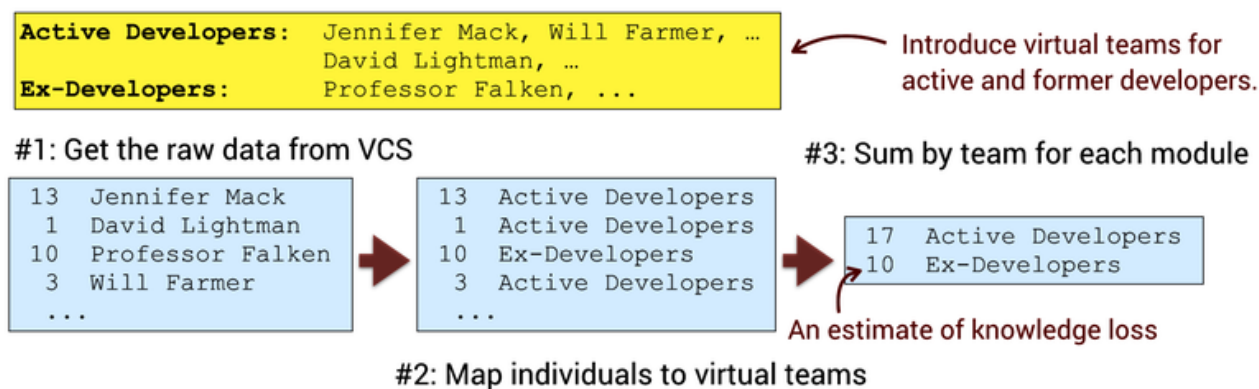 Active Developers: Jennifer Mack, Will Farmer, …
David Lightman, …
Ex-Developers: Professor Falken, ...
Introduce virtual teams for
active and former developers.
#1: Get the raw data from VCS
13 Jennifer Mack
1 David Lightman
10 Professor Falken
3 Will Farmer
...
13 Active Developers
1 Active Developers
10 Ex-Developers
3 Active Developers
...
#2: Map individuals to virtual teams
#3: Sum by team for each module
17 Active Developers
10 Ex-Developers
An estimate of knowledge loss